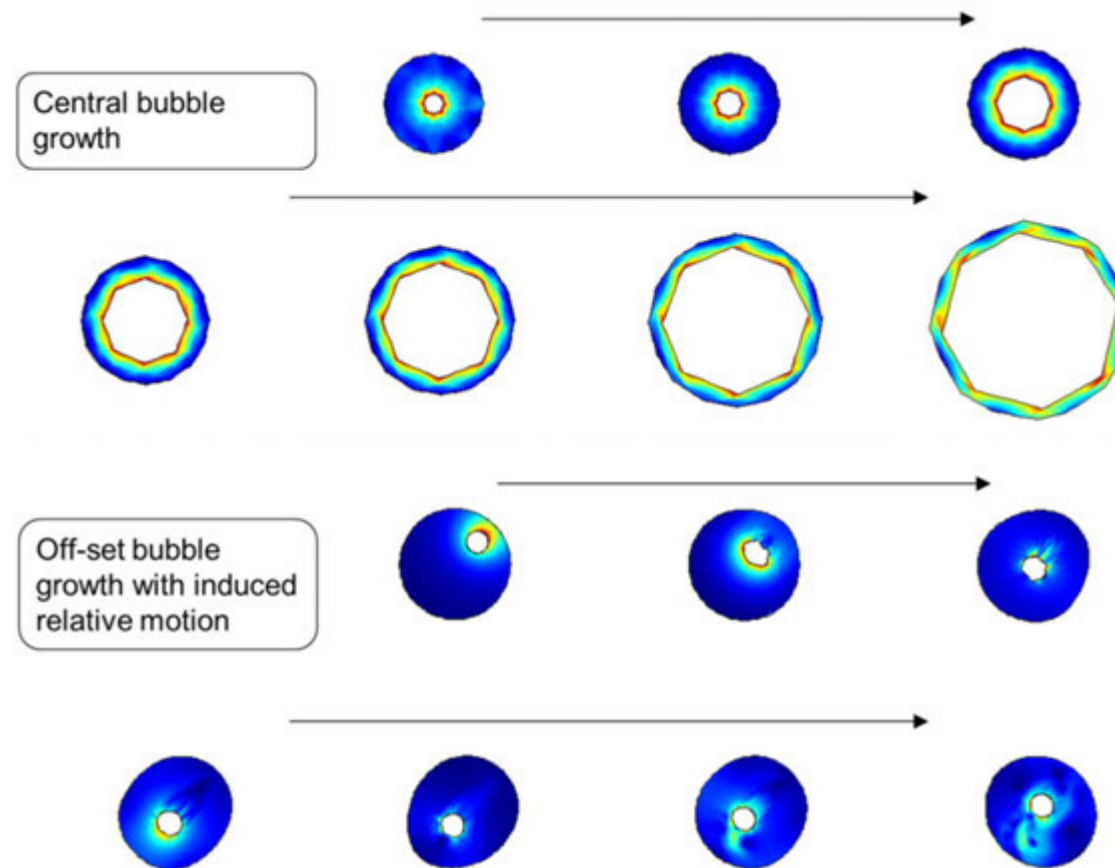 Central bubble
growth
Off-set bubble
growth with induced
relative motion